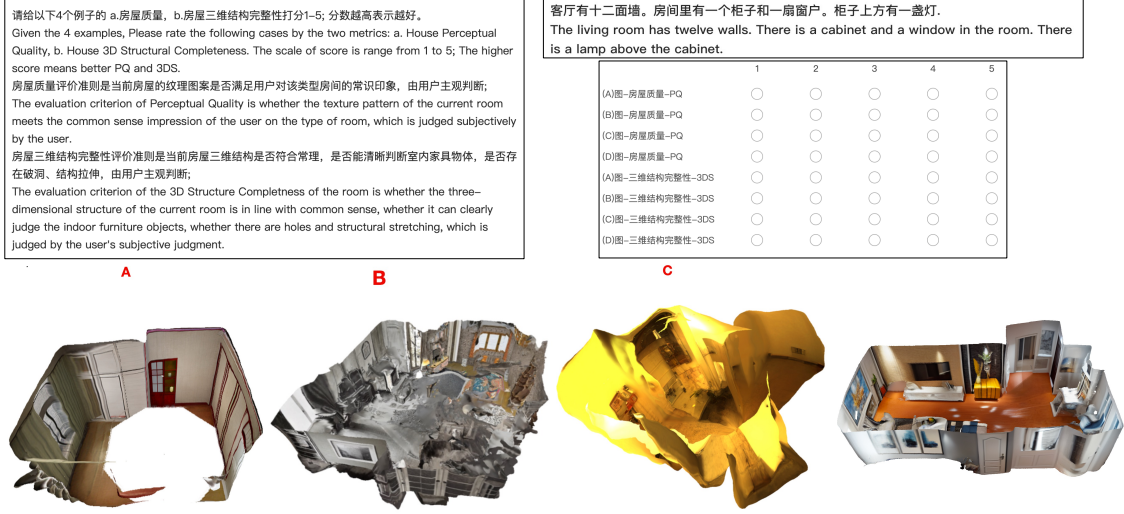 请给以下4个例子的 a.房屋质量，b.房屋三维结构完整性打分1–5; 分数越高表示越好。
Given the 4 examples, Please rate the following cases by the two metrics: a. House Perceptual
Quality, b. House 3D Structural Completeness. The scale of score is range from 1 to 5; The higher
score means better PQ and 3DS.
房屋质量评价准则是当前房屋的纹理图案是否满足用户对该类型房间的常识印象，由用户主观判断;
The evaluation criterion of Perceptual Quality is whether the texture pattern of the current room
meets the common sense impression of the user on the type of room, which is judged subjectively
by the user.
房屋三维结构完整性评价准则是当前房屋三维结构是否符合常理，是否能清晰判断室内家具物体，是否存
在破洞、结构拉伸，由用户主观判断;
The evaluation criterion of the 3D Structure Completness of the room is whether the three–
dimensional structure of the current room is in line with common sense, whether it can clearly
judge the indoor furniture objects, whether there are holes and structural stretching, which is
judged by the user's subjective judgment.
客厅有十二面墙。房间里有一个柜子和一扇窗户。柜子上方有一盏灯.
The living room has twelve walls. There is a cabinet and a window in the room. There
is a lamp above the cabinet.
1 2 3 4 5
(A)图–房屋质量–PQ
(B)图–房屋质量–PQ
(C)图–房屋质量–PQ
(D)图–房屋质量–PQ
(A)图–三维结构完整性–3DS
(B)图–三维结构完整性–3DS
(C)图–三维结构完整性–3DS
(D)图–三维结构完整性–3DS
A
B
C